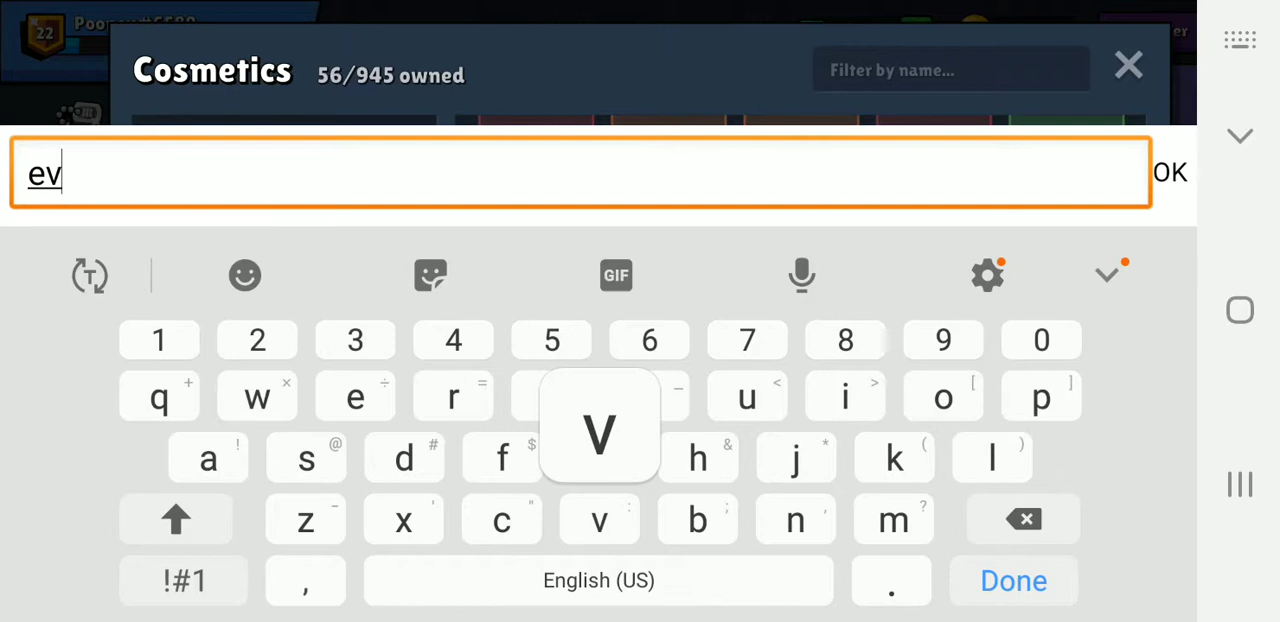 22
Cosmetics 56/945 owned Filter by name...
ev OK
T GIF
1 2 3 4 5 6 7 8 9 0
q + w × e ÷ r = _ u < i > o [ p ]
a ! s @ d # f $ V h & j * k ( l )
z - x ' c " v : b ; n , m ?
!#1 , English (US) . Done